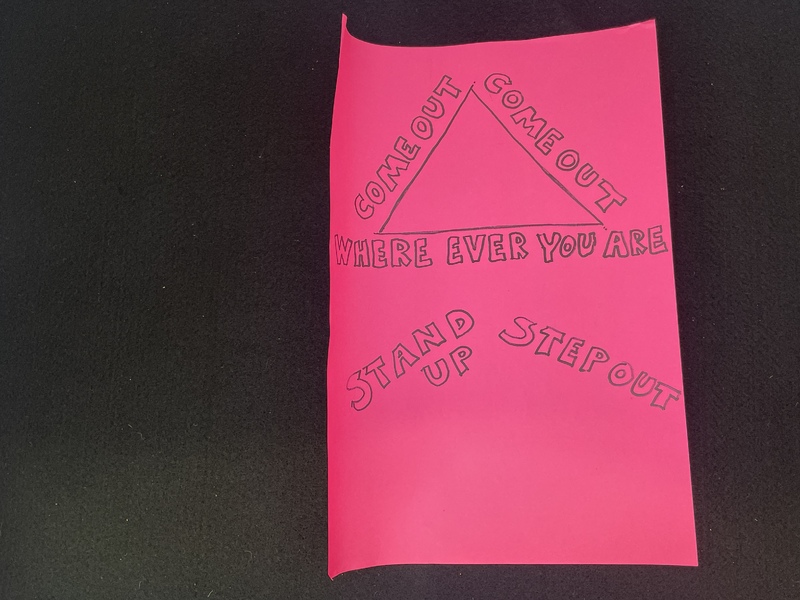 COME OUT
COME OUT
WHERE EVER YOU ARE
STAND UP
STEP OUT